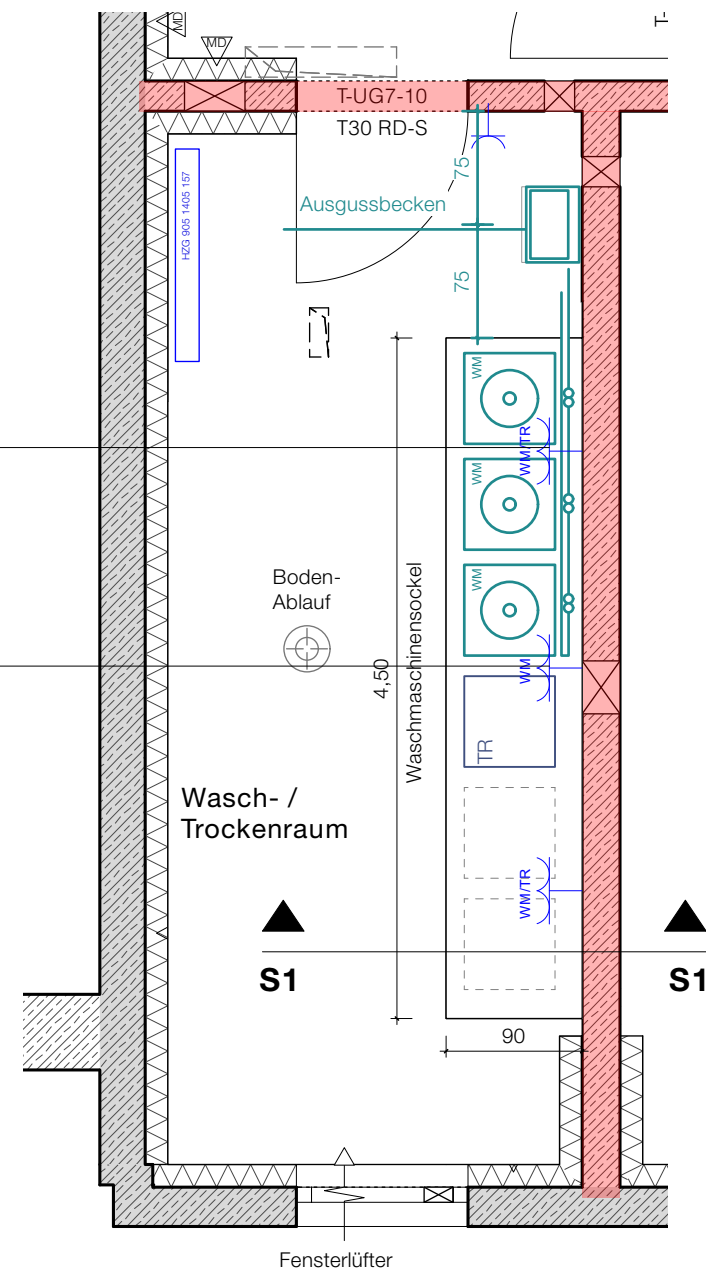 MD
MD
T-
T-UG7-10
T30 RD-S
75
HZG 905 1405 157
Ausgussbecken
75
WM
WM/TR
WM
Boden-
Ablauf
WM
Waschmaschinensockel
4,50
WM
TR
Wasch- /
Trockenraum
WM/TR
S1
S1
90
Fensterlüfter